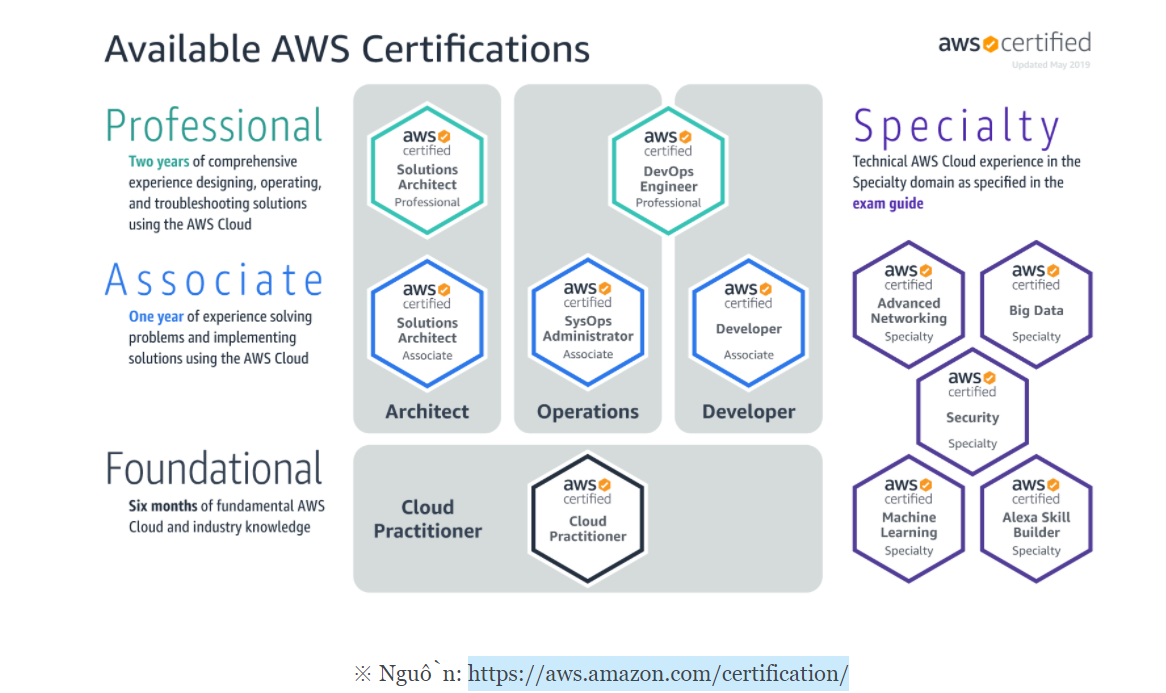 Available AWS Certifications
aws certified
Updated May 2019
Professional
Two years of comprehensive
experience designing, operating,
and troubleshooting solutions
using the AWS Cloud
aws
certified
Solutions
Architect
Professional
aws
certified
DevOps
Engineer
Professional
Specialty
Technical AWS Cloud experience in the
Specialty domain as specified in the
exam guide
Associate
One year of experience solving
problems and implementing
solutions using the AWS Cloud
aws
certified
Solutions
Architect
Associate
aws
certified
SysOps
Administrator
Associate
aws
certified
Developer
Associate
Architect
Operations
Developer
aws
certified
Advanced
Networking
Specialty
aws
certified
Big Data
Specialty
aws
certified
Security
Specialty
aws
certified
Machine
Learning
Specialty
aws
certified
Alexa Skill
Builder
Specialty
Foundational
Six months of fundamental AWS
Cloud and industry knowledge
Cloud
Practitioner
aws
certified
Cloud
Practitioner
※ Nguồn: https://aws.amazon.com/certification/